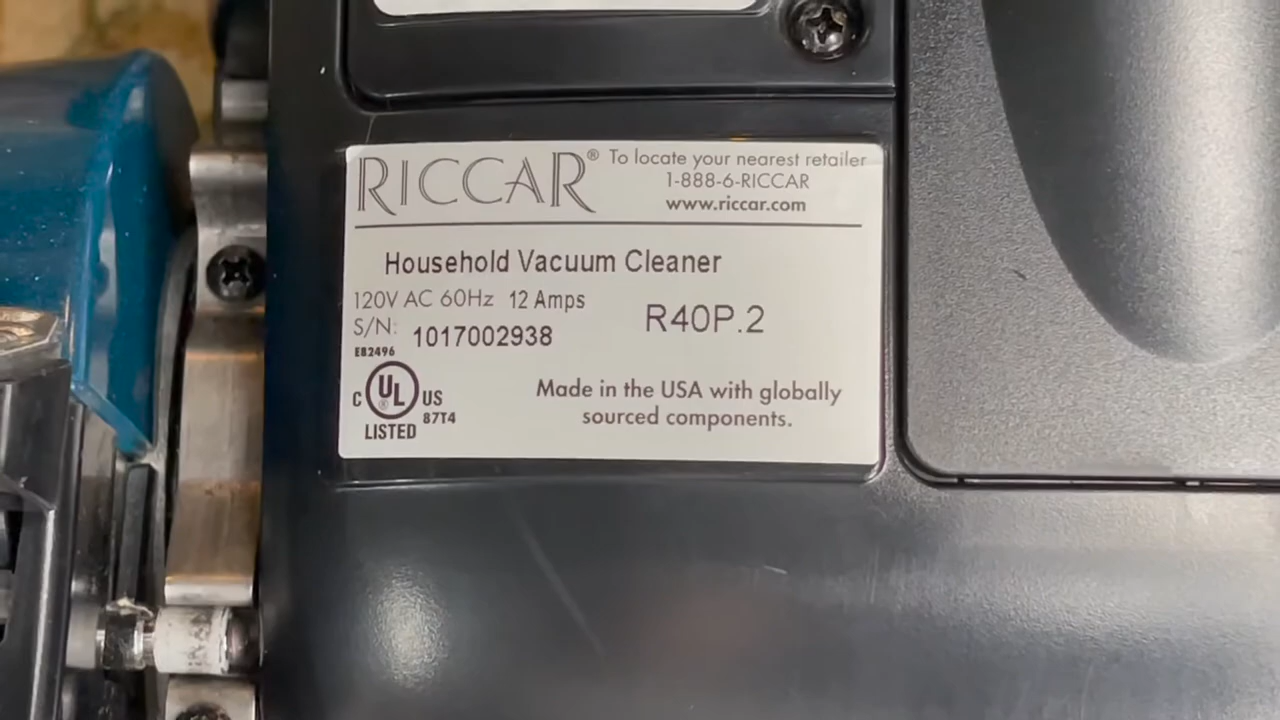 RICCAR® To locate your nearest retailer
1-888-6-RICCAR
www.riccar.com
Household Vacuum Cleaner
120V AC 60Hz 12 Amps
S/N: 1017002938
R40P.2
E82496
C UL® US
87T4
LISTED
Made in the USA with globally
sourced components.